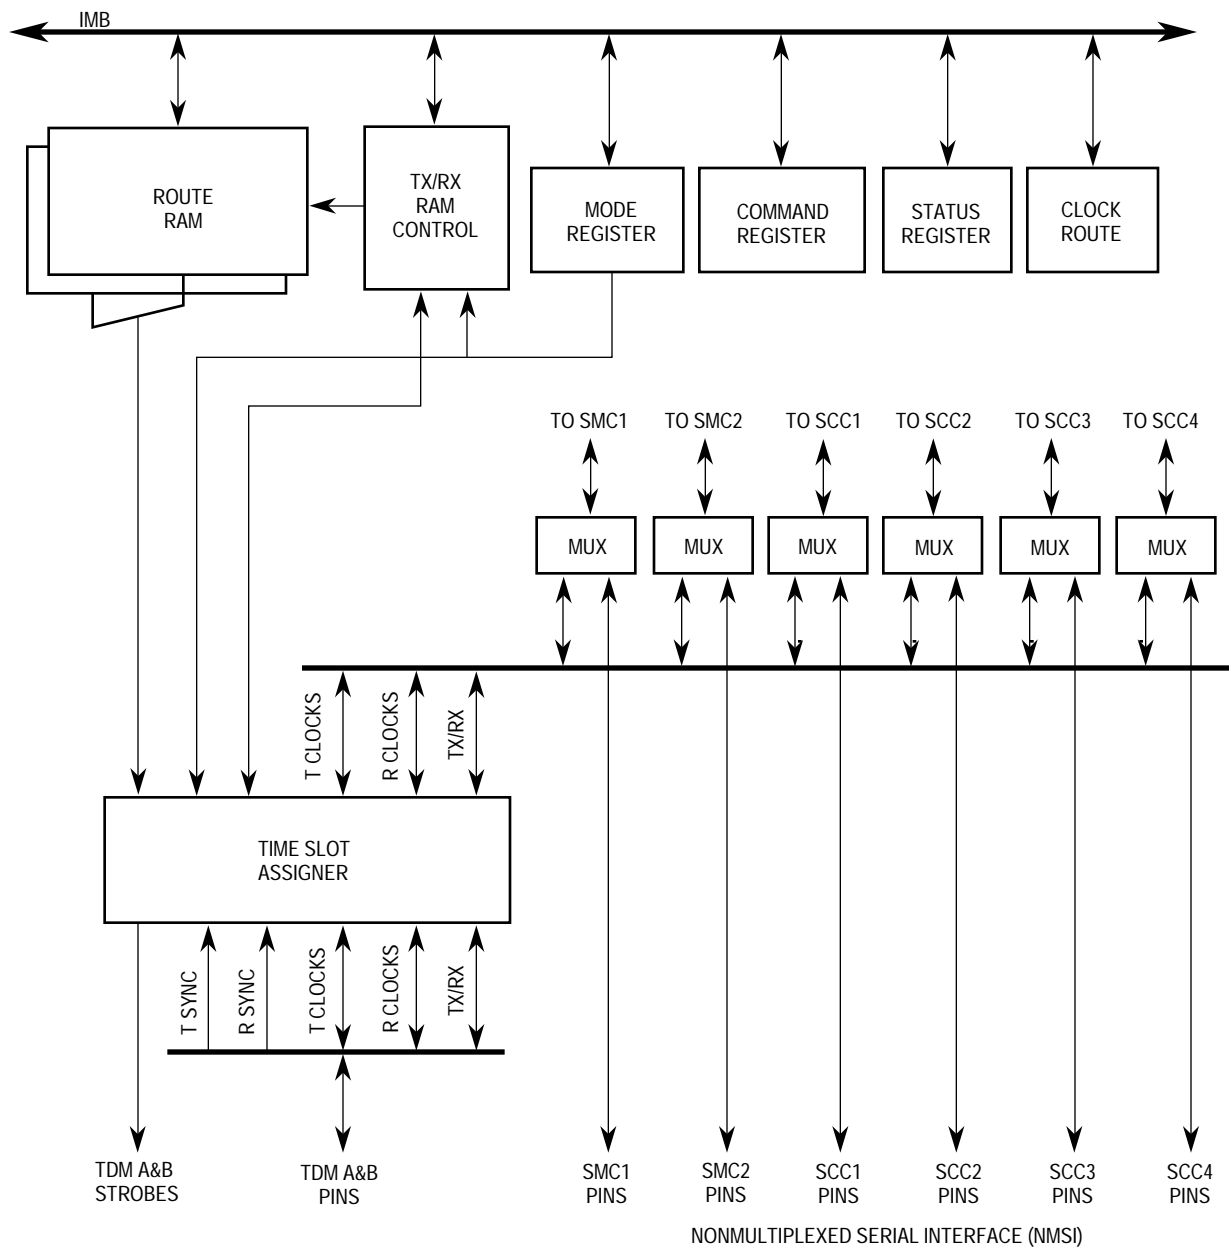 IMB
ROUTE
RAM
TX/RX
RAM
CONTROL
MODE
REGISTER
COMMAND
REGISTER
STATUS
REGISTER
CLOCK
ROUTE
TO SMC1
TO SMC2
TO SCC1
TO SCC2
TO SCC3
TO SCC4
MUX
MUX
MUX
MUX
MUX
MUX
T CLOCKS
R CLOCKS
TX/RX
TIME SLOT
ASSIGNER
T SYNC
R SYNC
T CLOCKS
R CLOCKS
TX/RX
TDM A&B
STROBES
TDM A&B
PINS
SMC1
PINS
SMC2
PINS
SCC1
PINS
SCC2
PINS
SCC3
PINS
SCC4
PINS
NONMULTIPLEXED SERIAL INTERFACE (NMSI)